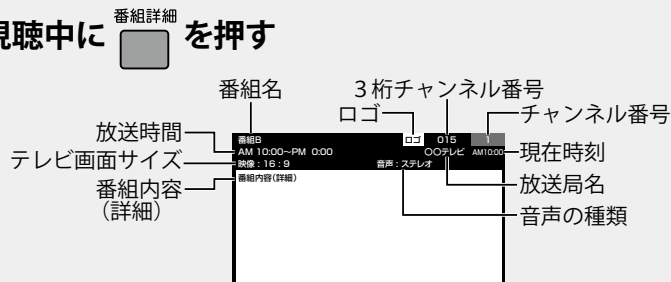 番組詳細
視聴中に を押す
番組名
3桁チャンネル番号
ロゴ
チャンネル番号
放送時間
テレビ画面サイズ
番組内容
(詳細)
番組B ロゴ 015 1
AM 10:00~PM 0:00 〇〇テレビ AM10:00
映像：16：9 音声：ステレオ
番組内容(詳細)
現在時刻
放送局名
音声の種類